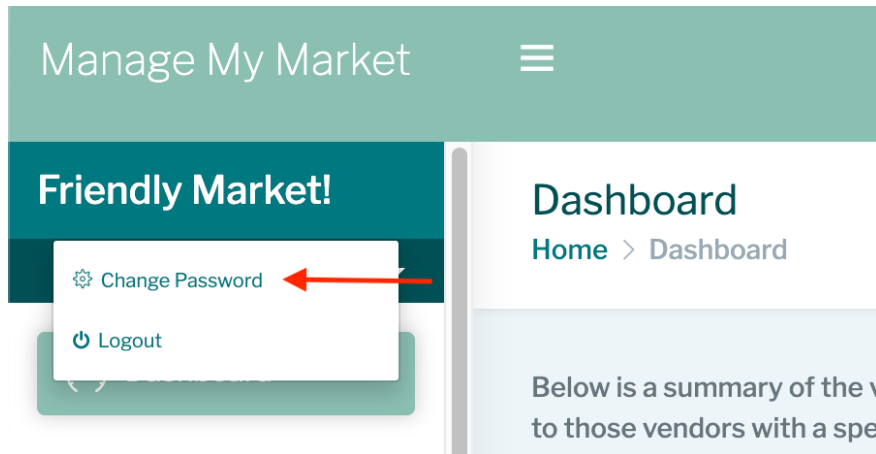 Manage My Market
Friendly Market!
Change Password
Logout
Dashboard
Home > Dashboard
Below is a summary of the
to those vendors with a